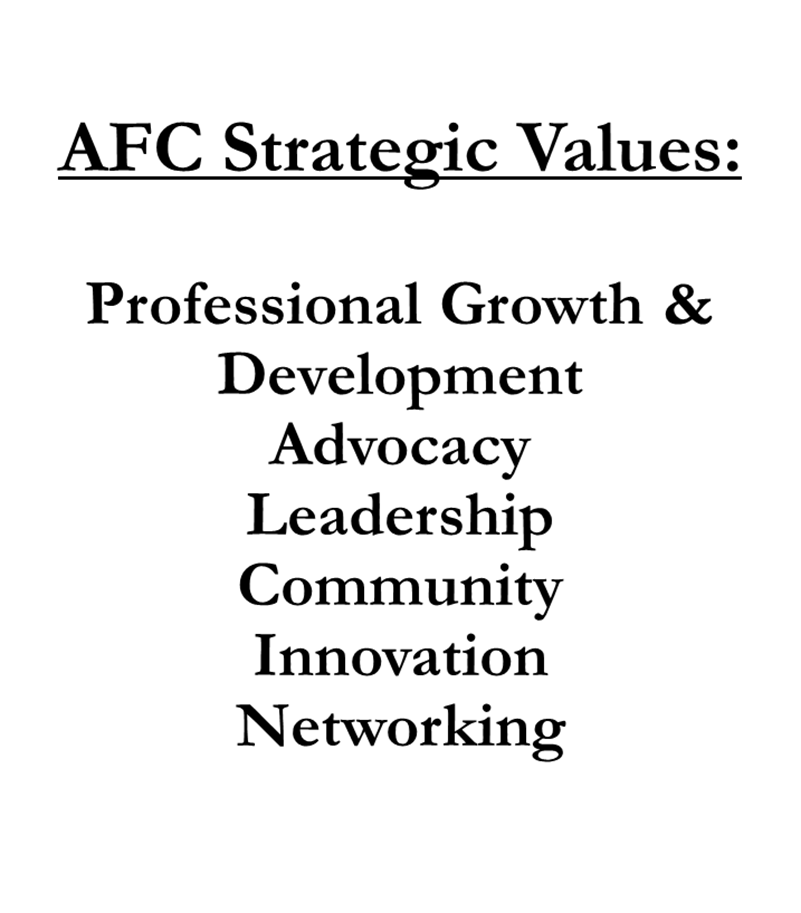 AFC Strategic Values:
Professional Growth &
Development
Advocacy
Leadership
Community
Innovation
Networking